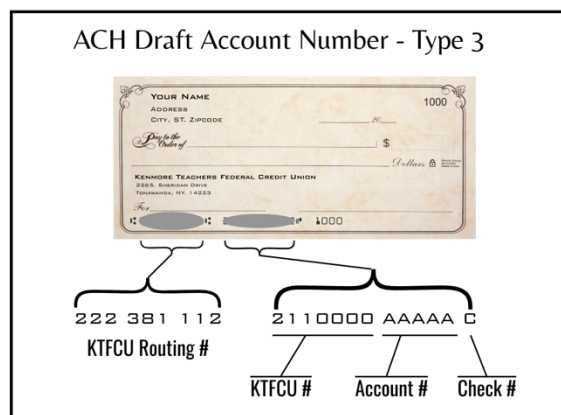 ACH Draft Account Number - Type 3
YOUR NAME
1000
ADDRESS
CITY, ST. ZIPCODE
20
Pay to the
Order of
$
Dollars
KENMORE TEACHERS FEDERAL CREDIT UNION
2265. SHERIDAN DRIVE
TONAWANDA, NY. 14223
For
1000
222 381 112
2110000 AAAAA C
KTFCU Routing #
KTFCU #
Account #
Check #